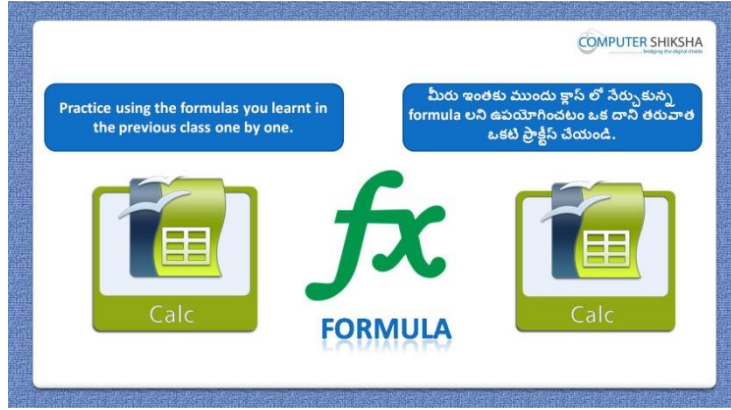 COMPUTER SHIKSHA
bridging the digital divide
Practice using the formulas you learnt in
the previous class one by one.
మీరు ఇంతకు ముందు క్లాస్ లో నేర్చుకున్న
formula లని ఉపయోగించటం ఒక దాని తరువాత
ఒకటి ప్రాక్టీస్ చేయండి.
fx
Calc
FORMULA
Calc